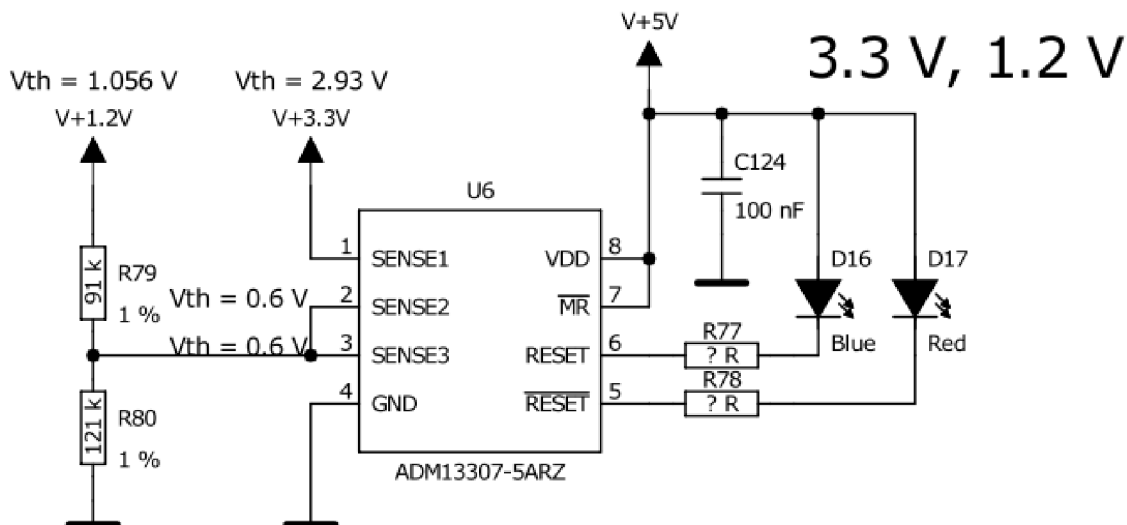 V+5V
3.3 V, 1.2 V
Vth = 1.056 V
Vth = 2.93 V
V+1.2V
V+3.3V
C124
100 nF
U6
1
SENSE1
VDD
8
D16
D17
91 k
R79
1 %
Vth = 0.6 V
2
SENSE2
MR
7
Vth = 0.6 V
3
SENSE3
RESET
6
R77
? R
Blue
Red
4
GND
RESET
5
R78
? R
121 k
R80
1 %
ADM13307-5ARZ